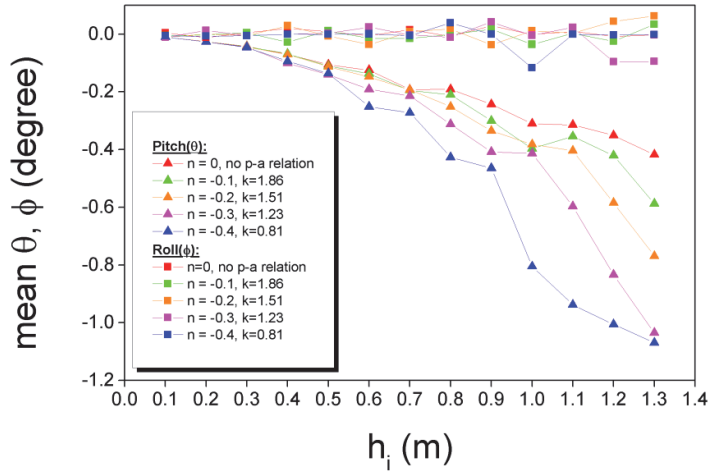 0.0
-0.2
-0.4
-0.6
-0.8
-1.0
-1.2
mean θ, ϕ (degree)
Pitch(θ):
n = 0, no p-a relation
n = -0.1, k=1.86
n = -0.2, k=1.51
n = -0.3, k=1.23
n = -0.4, k=0.81
Roll(ϕ):
n=0, no p-a relation
n = -0.1, k=1.86
n = -0.2, k=1.51
n = -0.3, k=1.23
n = -0.4, k=0.81
0.0 0.1 0.2 0.3 0.4 0.5 0.6 0.7 0.8 0.9 1.0 1.1 1.2 1.3 1.4
h_i (m)